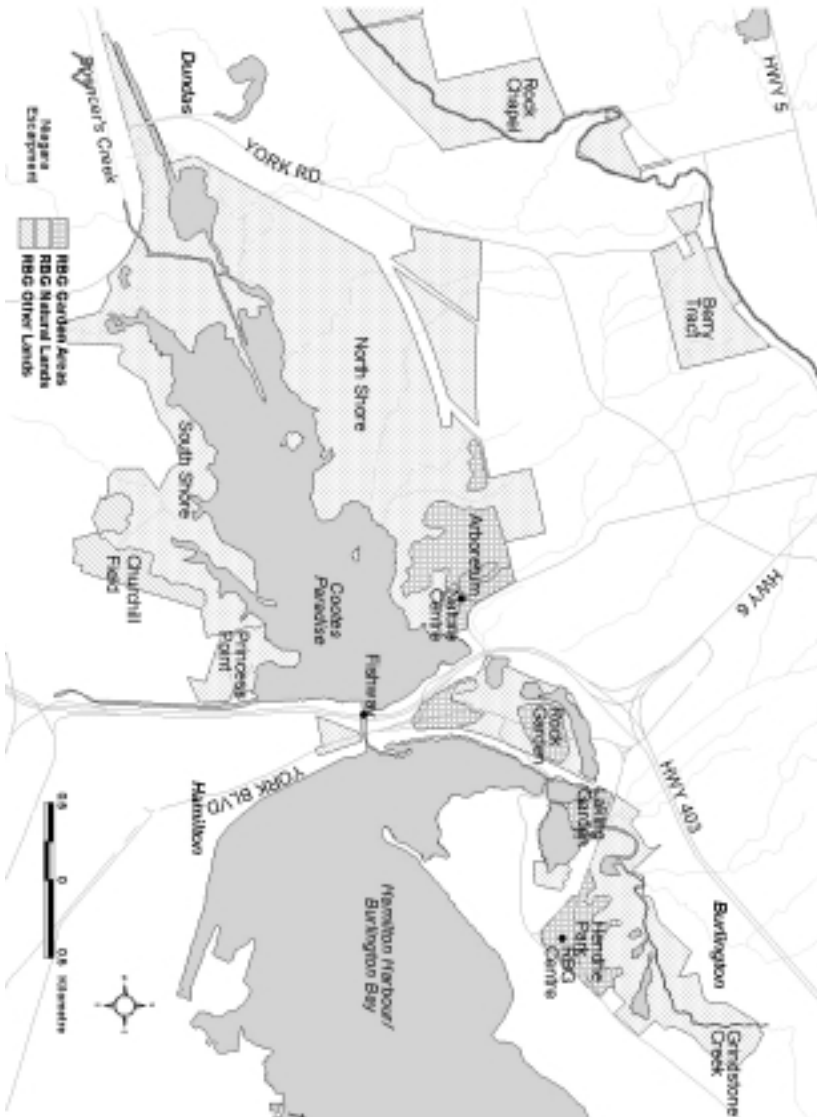 HWY 5
Rock
Chapel
Dundas
YORK RD
Spencer's Creek
Berry
Tract
Niagara
Escarpment
RBG Garden Areas
RBG Natural Lands
RBG Other Lands
North Shore
South Shore
Arboretum
Nature
Centre
HWY 6
Churchill
Field
Cootes
Paradise
Princess
Point
Fishway
Rock
Garden
HWY 403
Laking
Garden
YORK BLVD
Hamilton
Hamilton Harbour/
Burlington Bay
Hendrie
Park
RBG
Centre
Burlington
Grindstone
Creek
0.5 0 0.5 Kilometre